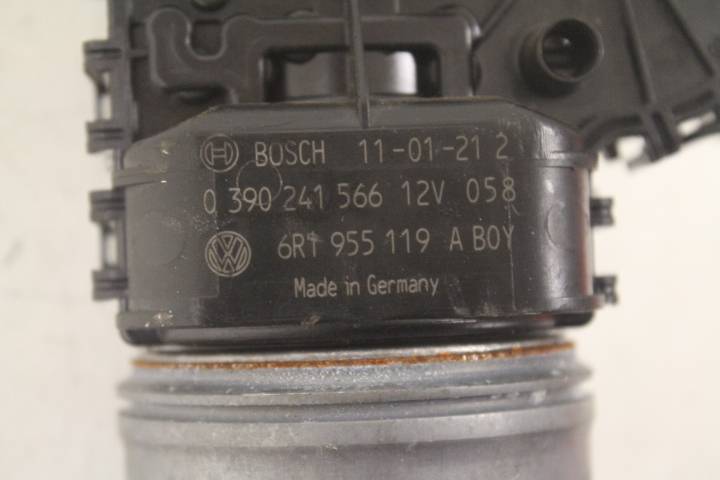 BOSCH 11-01-21 2
0 390 241 566 12V 058
6R1 955 119 A BOY
Made in Germany